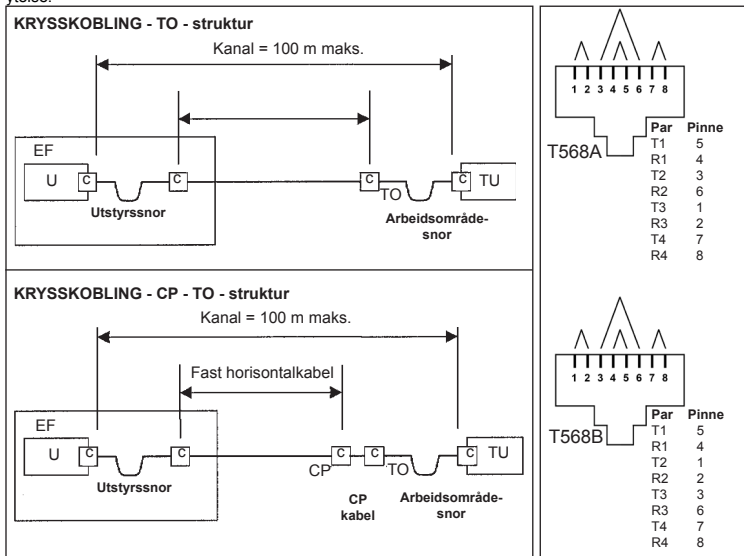 ytelse.
KRYSSKOBLING - TO - struktur
Kanal = 100 m maks.
EF
U
C
C
C
TO
C
TU
Utstyrssnor
Arbeidsområde-
snor
KRYSSKOBLING - CP - TO - struktur
Kanal = 100 m maks.
Fast horisontalkabel
EF
U
C
C
C
C
C
TU
CP
TO
Utstyrssnor
CP
kabel
Arbeidsområde-
snor
1 2 3 4 5 6 7 8
T568A
Par Pinne
T1 5
R1 4
T2 3
R2 6
T3 1
R3 2
T4 7
R4 8
1 2 3 4 5 6 7 8
T568B
Par Pinne
T1 5
R1 4
T2 1
R2 2
T3 3
R3 6
T4 7
R4 8